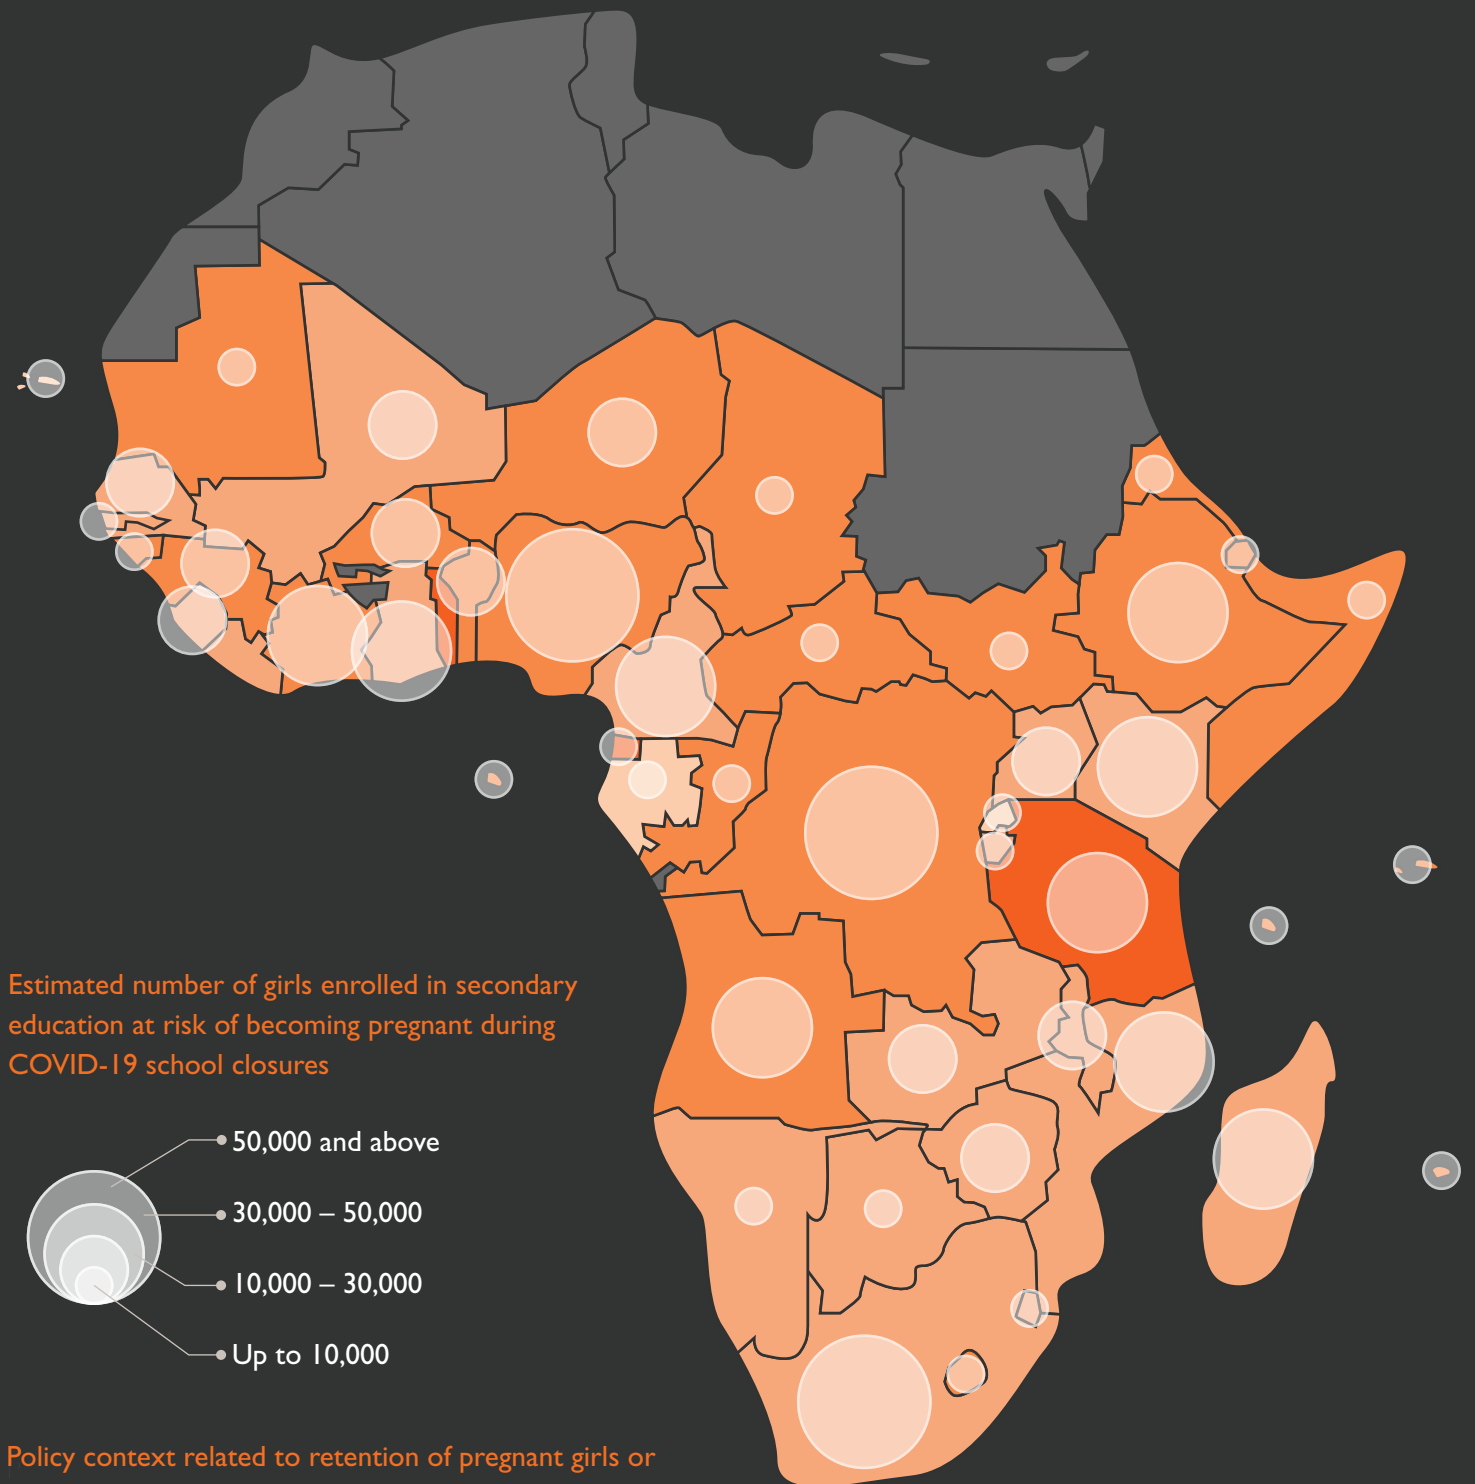 Estimated number of girls enrolled in secondary
education at risk of becoming pregnant during
COVID-19 school closures
50,000 and above
30,000 – 50,000
10,000 – 30,000
Up to 10,000
Policy context related to retention of pregnant girls or